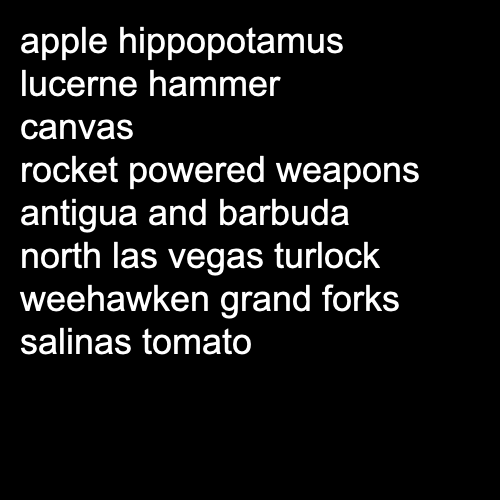 apple hippopotamus
lucerne hammer
canvas
rocket powered weapons
antigua and barbuda
north las vegas turlock
weehawken grand forks
salinas tomato